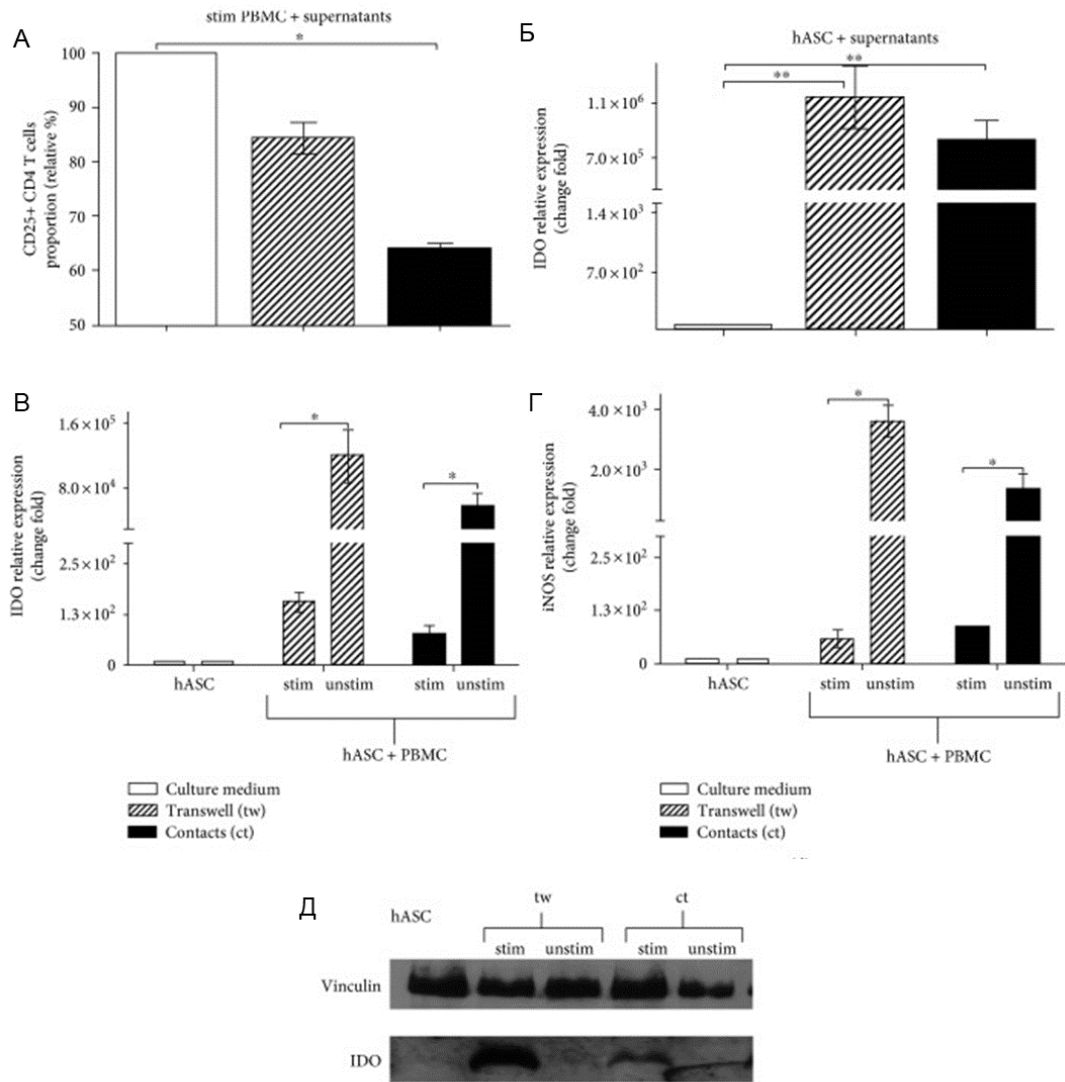 А
stim PBMC + supernatants
*
100
90
80
70
60
50
CD25+ CD4 T cells
proportion (relative %)
Б
hASC + supernatants
**
**
1.1 × 10⁶
7.0 × 10⁵
1.4 × 10³
7.0 × 10²
IDO relative expression
(change fold)
В
*
*
1.6 × 10⁵
8.0 × 10⁴
2.5 × 10²
1.3 × 10²
0
IDO relative expression
(change fold)
hASC
stim unstim
stim unstim
hASC + PBMC
Culture medium
Transwell (tw)
Contacts (ct)
Г
*
*
4.0 × 10³
2.0 × 10³
2.5 × 10²
1.3 × 10²
0
iNOS relative expression
(change fold)
hASC
stim unstim
stim unstim
hASC + PBMC
Culture medium
Transwell (tw)
Contacts (ct)
Д
hASC
tw
ct
stim unstim
stim unstim
Vinculin
IDO